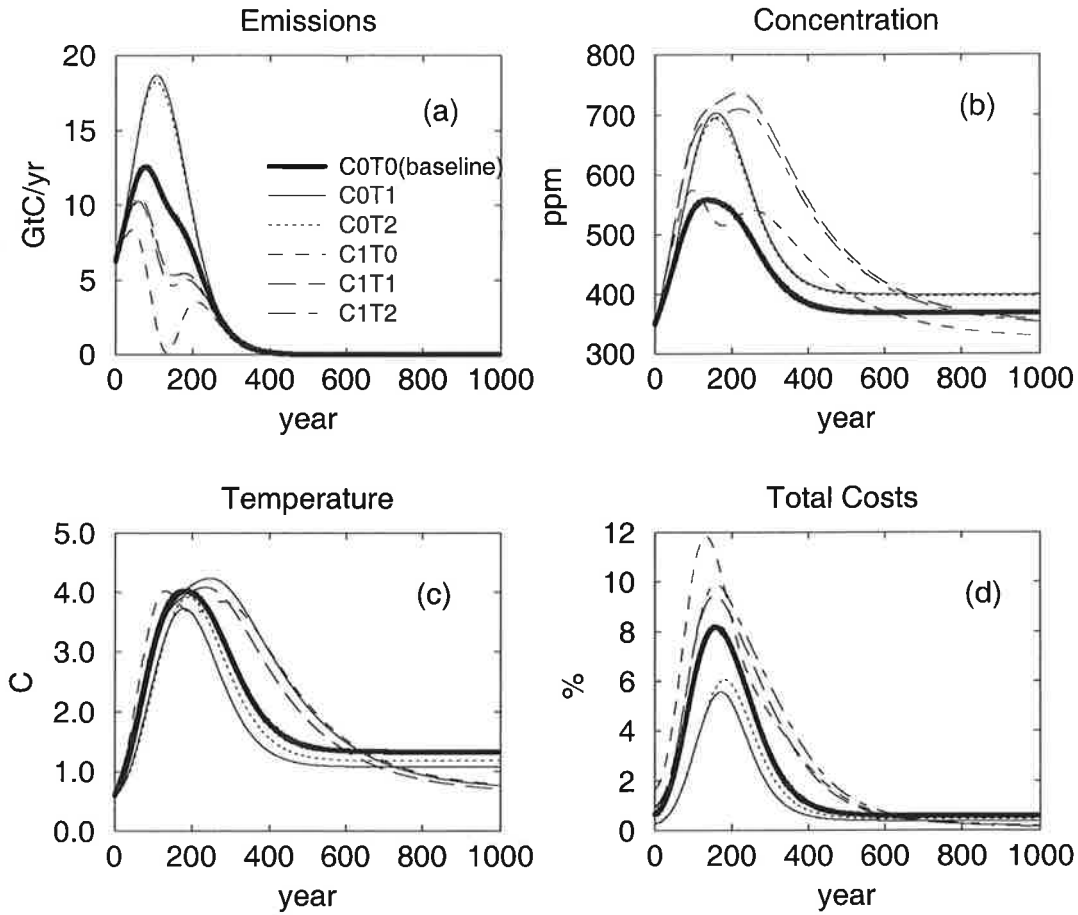 Emissions
GtC/yr
20
15
10
5
0
(a)
C0T0(baseline)
C0T1
C0T2
C1T0
C1T1
C1T2
0 200 400 600 800 1000
year
Concentration
ppm
800
700
600
500
400
300
(b)
0 200 400 600 800 1000
year
Temperature
C
5.0
4.0
3.0
2.0
1.0
0.0
(c)
0 200 400 600 800 1000
year
Total Costs
%
12
10
8
6
4
2
0
(d)
0 200 400 600 800 1000
year